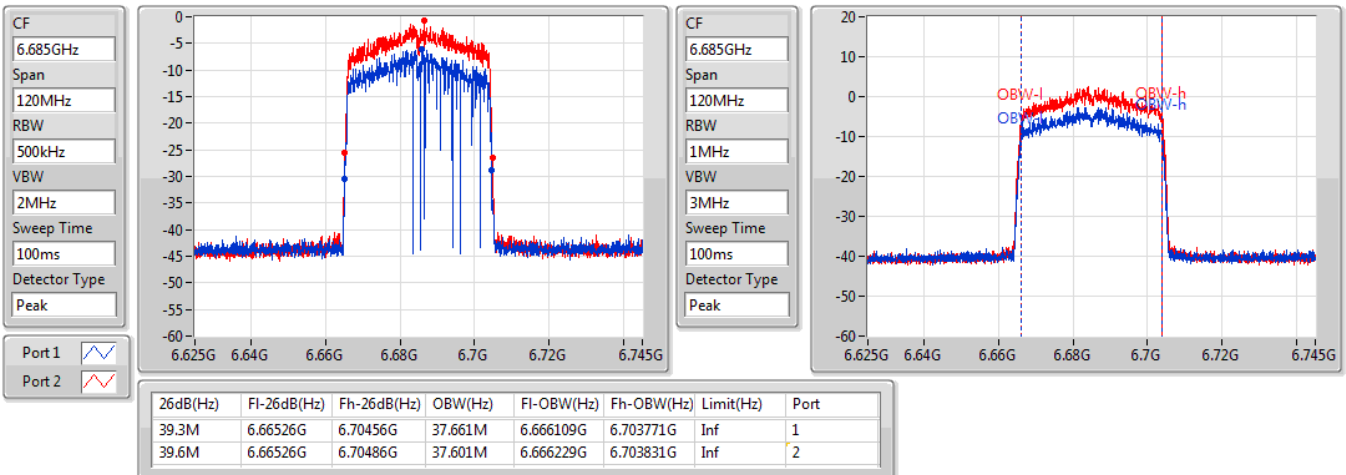 CF
6.685GHz
Span
120MHz
RBW
500kHz
VBW
2MHz
Sweep Time
100ms
Detector Type
Peak
Port 1
Port 2
0
-5
-10
-15
-20
-25
-30
-35
-40
-45
-50
-55
-60
6.625G 6.64G 6.66G 6.68G 6.7G 6.72G 6.745G
CF
6.685GHz
Span
120MHz
RBW
1MHz
VBW
3MHz
Sweep Time
100ms
Detector Type
Peak
20
10
0
-10
-20
-30
-40
-50
-60
OBW-l OBW-h
OBW-h
6.625G 6.64G 6.66G 6.68G 6.7G 6.72G 6.745G
26dB(Hz) Fl-26dB(Hz) Fh-26dB(Hz) OBW(Hz) Fl-OBW(Hz) Fh-OBW(Hz) Limit(Hz) Port
39.3M 6.66526G 6.70456G 37.661M 6.666109G 6.703771G Inf 1
39.6M 6.66526G 6.70486G 37.601M 6.666229G 6.703831G Inf 2